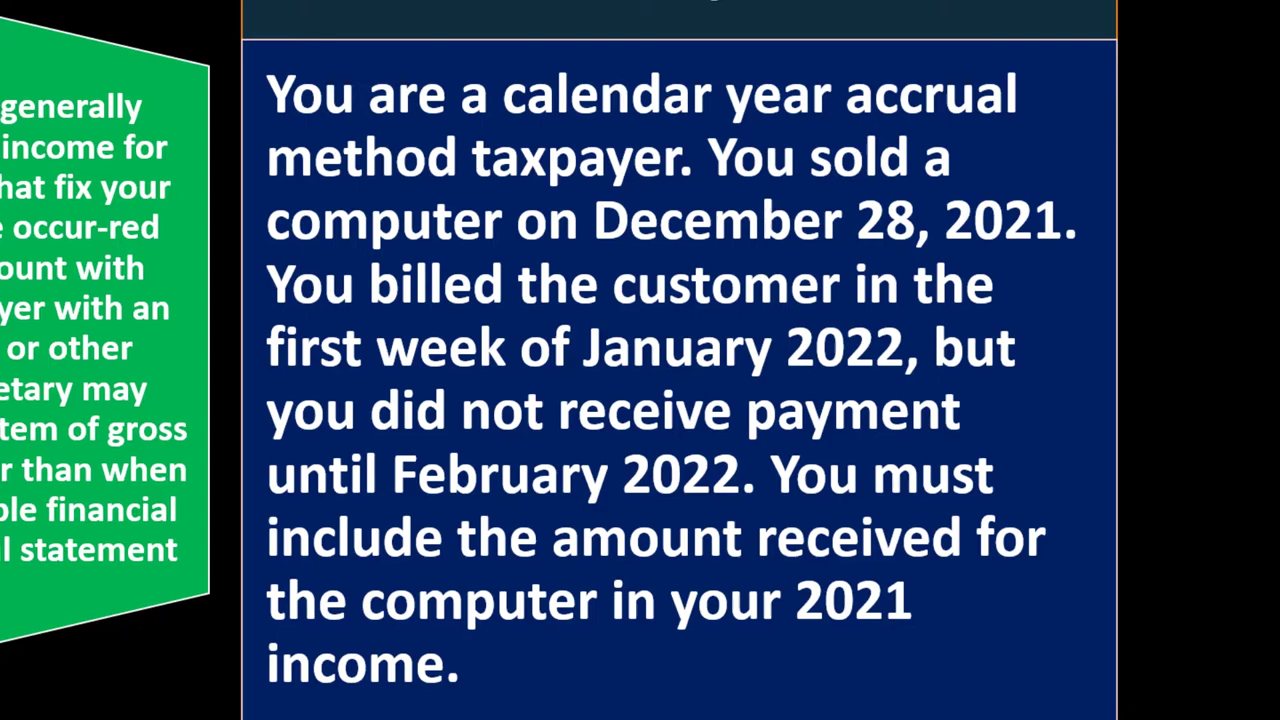 generally
income for
hat fix your
occur-red
ount with
yer with an
or other
etary may
tem of gross
r than when
ble financial
l statement
You are a calendar year accrual
method taxpayer. You sold a
computer on December 28, 2021.
You billed the customer in the
first week of January 2022, but
you did not receive payment
until February 2022. You must
include the amount received for
the computer in your 2021
income.